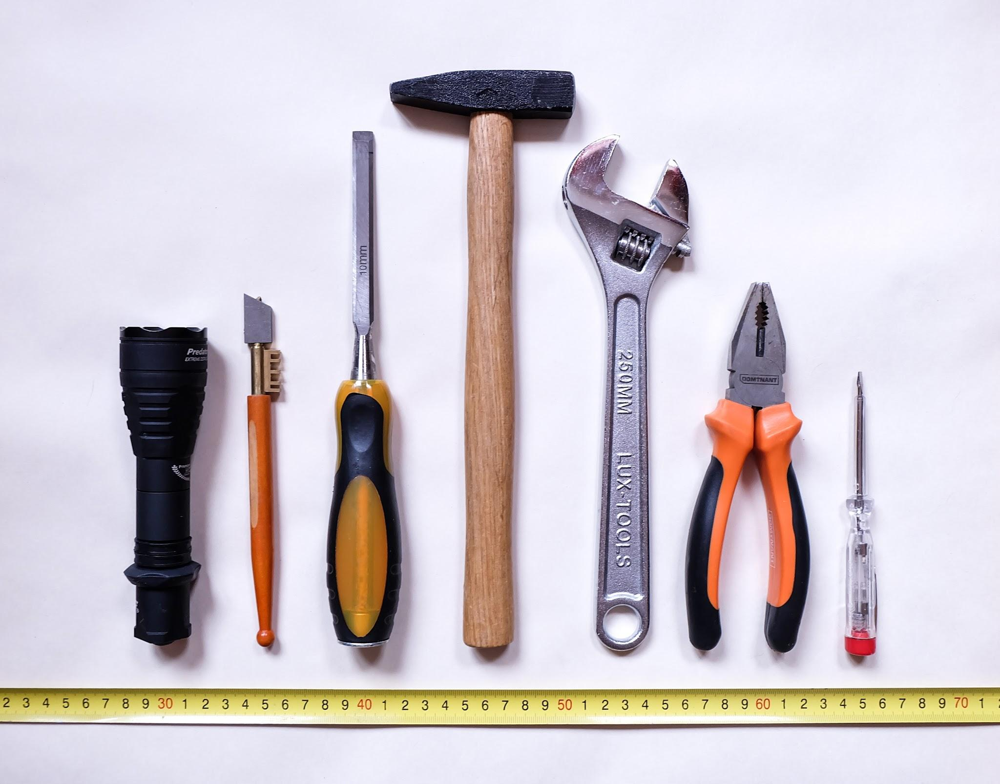 Predato
EXTREME DISTA
Premium
10mm
250MM LUX-TOOLS
DOMINANT
DOMINANT
2 3 4 5 6 7 8 9 30 1 2 3 4 5 6 7 8 9 40 1 2 3 4 5 6 7 8 9 50 1 2 3 4 5 6 7 8 9 60 1 2 3 4 5 6 7 8 9 70 1 2